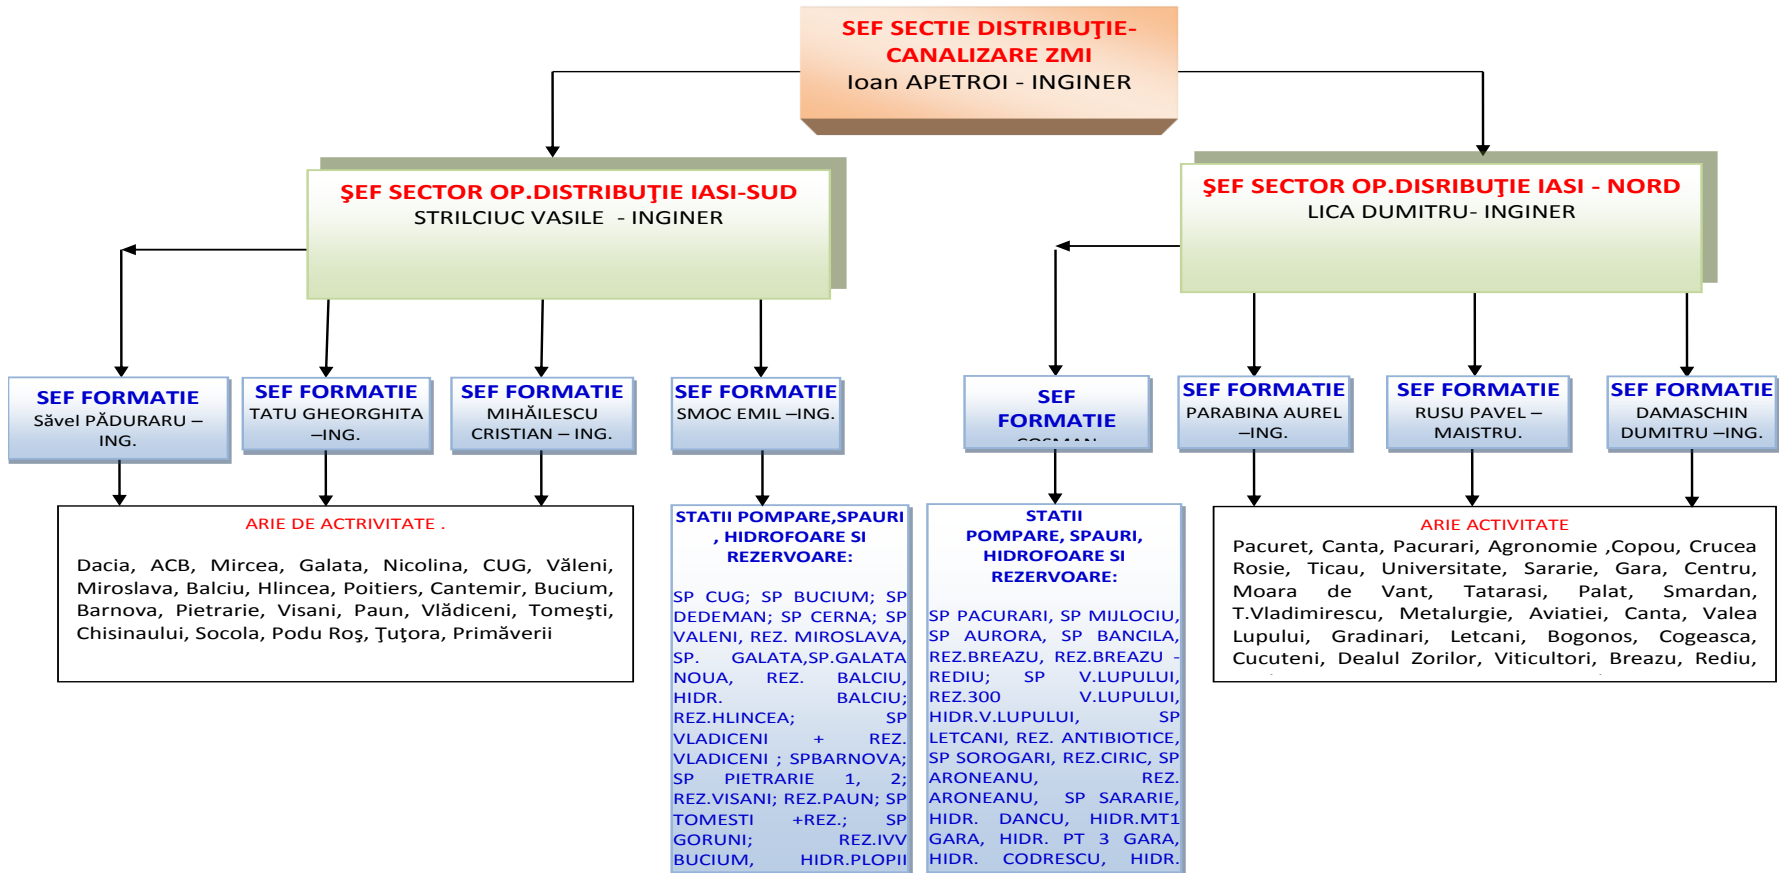 SEF SECTIE DISTRIBUŢIE-
CANALIZARE ZMI
Ioan APETROI - INGINER
ŞEF SECTOR OP.DISTRIBUŢIE IASI-SUD
STRILCIUC VASILE - INGINER
ŞEF SECTOR OP.DISRIBUŢIE IASI - NORD
LICA DUMITRU- INGINER
SEF FORMATIE
Săvel PĂDURARU –
ING.
SEF FORMATIE
TATU GHEORGHITA
–ING.
SEF FORMATIE
MIHĂILESCU
CRISTIAN – ING.
SEF FORMATIE
SMOC EMIL –ING.
SEF
FORMATIE
SEF FORMATIE
PARABINA AUREL
–ING.
SEF FORMATIE
RUSU PAVEL –
MAISTRU.
SEF FORMATIE
DAMASCHIN
DUMITRU –ING.
ARIE DE ACTRIVITATE .
Dacia, ACB, Mircea, Galata, Nicolina, CUG, Văleni,
Miroslava, Balciu, Hlincea, Poitiers, Cantemir, Bucium,
Barnova, Pietrarie, Visani, Paun, Vlădiceni, Tomeşti,
Chisinaului, Socola, Podu Roş, Ţuţora, Primăverii
STATII POMPARE,SPAURI
, HIDROFOARE SI
REZERVOARE:
SP CUG; SP BUCIUM; SP
DEDEMAN; SP CERNA; SP
VALENI, REZ. MIROSLAVA,
SP. GALATA,SP.GALATA
NOUA, REZ. BALCIU,
HIDR. BALCIU;
REZ.HLINCEA; SP
VLADICENI + REZ.
VLADICENI ; SPBARNOVA;
SP PIETRARIE 1, 2;
REZ.VISANI; REZ.PAUN; SP
TOMESTI +REZ.; SP
GORUNI; REZ.IVV
BUCIUM, HIDR.PLOPII
STATII
POMPARE, SPAURI,
HIDROFOARE SI
REZERVOARE:
SP PACURARI, SP MIJLOCIU,
SP AURORA, SP BANCILA,
REZ.BREAZU, REZ.BREAZU -
REDIU; SP V.LUPULUI,
REZ.300 V.LUPULUI,
HIDR.V.LUPULUI, SP
LETCANI, REZ. ANTIBIOTICE,
SP SOROGARI, REZ.CIRIC, SP
ARONEANU, REZ.
ARONEANU, SP SARARIE,
HIDR. DANCU, HIDR.MT1
GARA, HIDR. PT 3 GARA,
HIDR. CODRESCU, HIDR.
ARIE ACTIVITATE
Pacuret, Canta, Pacurari, Agronomie ,Copou, Crucea
Rosie, Ticau, Universitate, Sararie, Gara, Centru,
Moara de Vant, Tatarasi, Palat, Smardan,
T.Vladimirescu, Metalurgie, Aviatiei, Canta, Valea
Lupului, Gradinari, Letcani, Bogonos, Cogeasca,
Cucuteni, Dealul Zorilor, Viticultori, Breazu, Rediu,